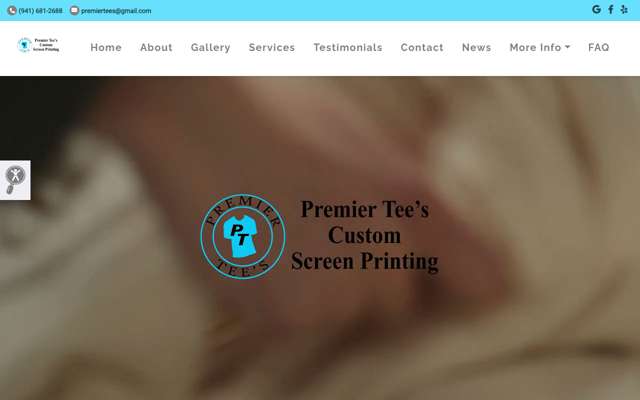 (941) 681-2688 premiertees@gmail.com
Premier Tee's
Custom
Screen Printing
Home About Gallery Services Testimonials Contact News More Info FAQ
PREMIER
PT
TEE'S
Premier Tee's
Custom
Screen Printing